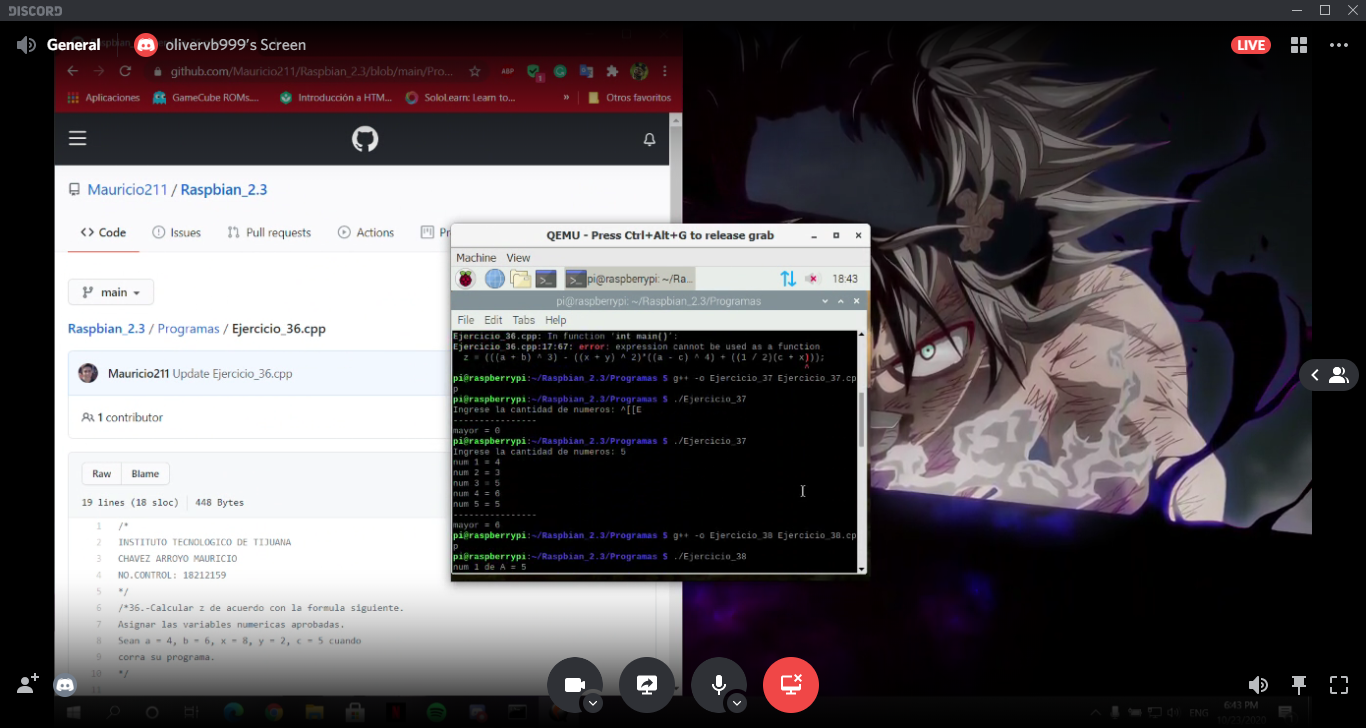 DISCORD
General
olivervb999's Screen
LIVE
github.com/Mauricio211/Raspbian_2.3/blob/main/Pro...
ABP
1
Aplicaciones
GameCube ROMs...
Introducción a HTM...
SoloLearn: Learn to...
»
Otros favoritos
Mauricio211 / Raspbian_2.3
Code
Issues
Pull requests
Actions
Pr
main
Raspbian_2.3 / Programas / Ejercicio_36.cpp
Mauricio211 Update Ejercicio_36.cpp
1 contributor
Raw
Blame
19 lines (18 sloc)
448 Bytes
1 /*
2 INSTITUTO TECNOLOGICO DE TIJUANA
3 CHAVEZ ARROYO MAURICIO
4 NO.CONTROL: 18212159
5 */
6 /*36.-Calcular z de acuerdo con la formula siguiente.
7 Asignar las variables numericas aprobadas.
8 Sean a = 4, b = 6, x = 8, y = 2, c = 5 cuando
9 corra su programa.
10 */
11
QEMU - Press Ctrl+Alt+G to release grab
Machine View
pi@raspberrypi: ~/Ra...
18:43
pi@raspberrypi: ~/Raspbian_2.3/Programas
File Edit Tabs Help
Ejercicio_36.cpp: In function 'int main()':
Ejercicio_36.cpp:17:67: error: expression cannot be used as a function
z = (((a + b) ^ 3) - ((x + y) ^ 2)*((a - c) ^ 4) + ((1 / 2)(c + x)));
^
pi@raspberrypi:~/Raspbian_2.3/Programas $ g++ -o Ejercicio_37 Ejercicio_37.cp
p
pi@raspberrypi:~/Raspbian_2.3/Programas $ ./Ejercicio_37
Ingrese la cantidad de numeros: ^[[E
----------------
mayor = 0
pi@raspberrypi:~/Raspbian_2.3/Programas $ ./Ejercicio_37
Ingrese la cantidad de numeros: 5
num 1 = 4
num 2 = 3
num 3 = 5
num 4 = 6
num 5 = 5
----------------
mayor = 6
pi@raspberrypi:~/Raspbian_2.3/Programas $ g++ -o Ejercicio_38 Ejercicio_38.cp
p
pi@raspberrypi:~/Raspbian_2.3/Programas $ ./Ejercicio_38
num 1 de A = 5
ENG
6:43 PM
10/23/2020